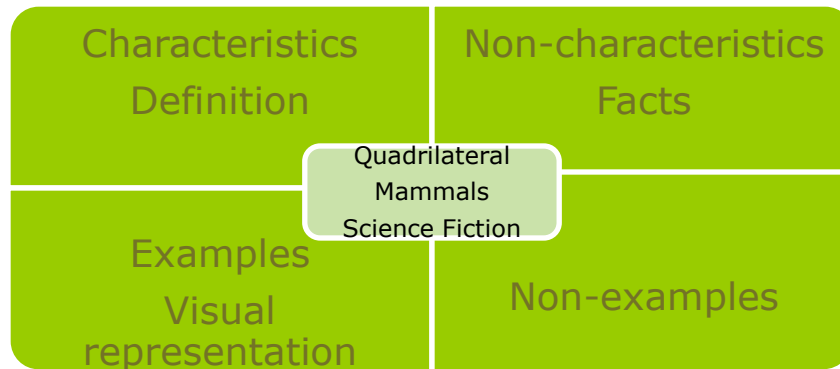 Characteristics
Definition
Non-characteristics
Facts
Quadrilateral
Mammals
Science Fiction
Examples
Visual
representation
Non-examples